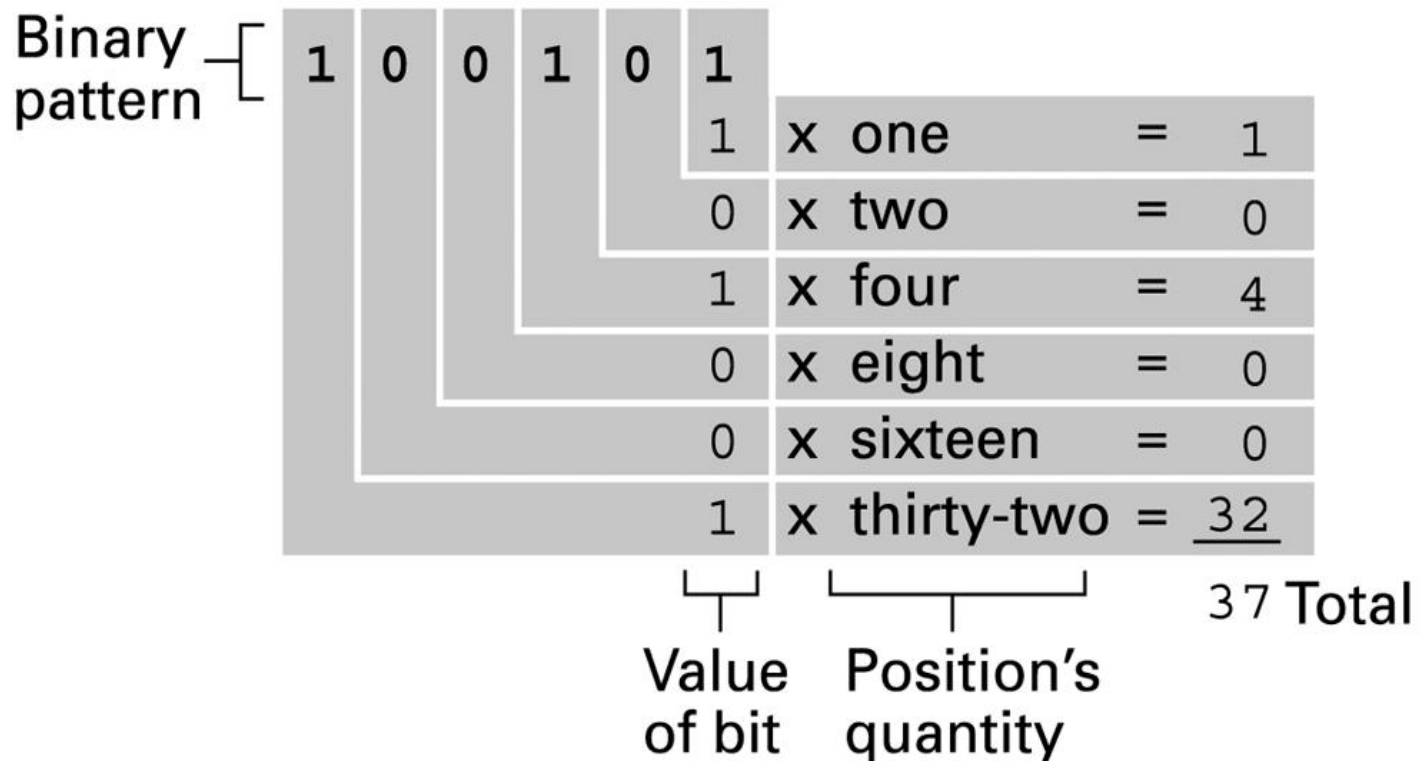 Binary
pattern
1 0 0 1 0 1
1 x one = 1
0 x two = 0
1 x four = 4
0 x eight = 0
0 x sixteen = 0
1 x thirty-two = 32
37 Total
Value
of bit
Position's
quantity